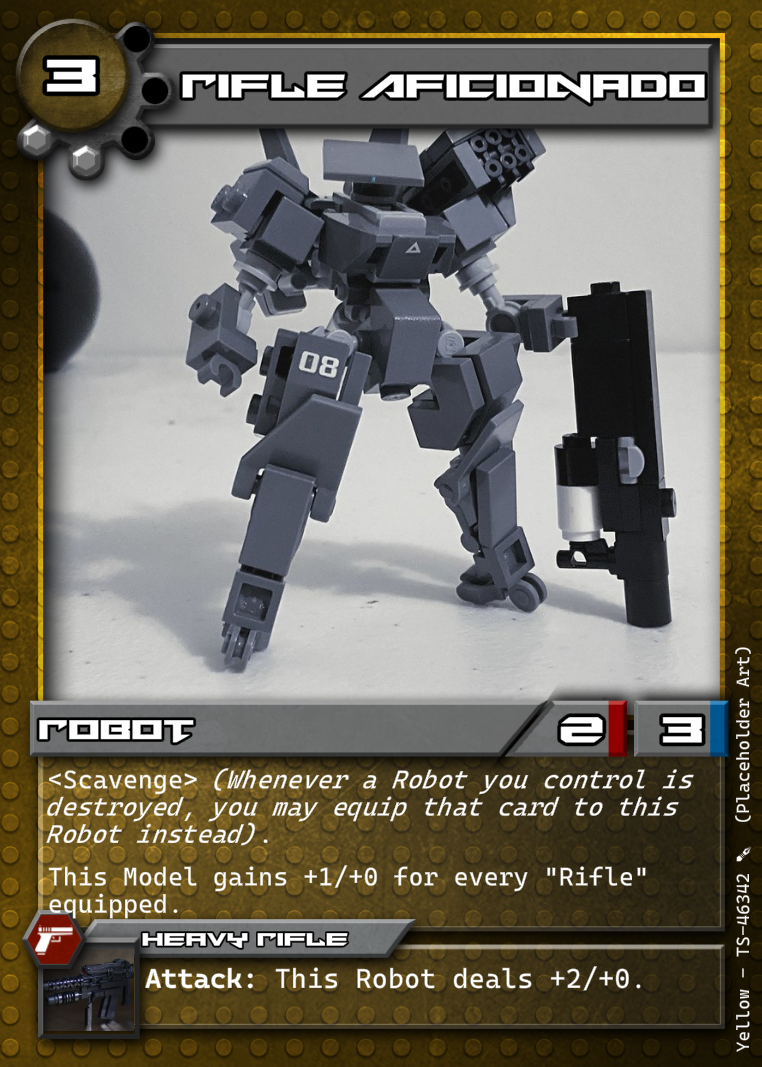 3
RIFLE AFICIONADO
08
ROBOT
2
3
<Scavenge> (Whenever a Robot you control is
destroyed, you may equip that card to this
Robot instead).
This Model gains +1/+0 for every "Rifle"
equipped.
HEAVY RIFLE
Attack: This Robot deals +2/+0.
Yellow – TS–46342 ✒ (Placeholder Art)